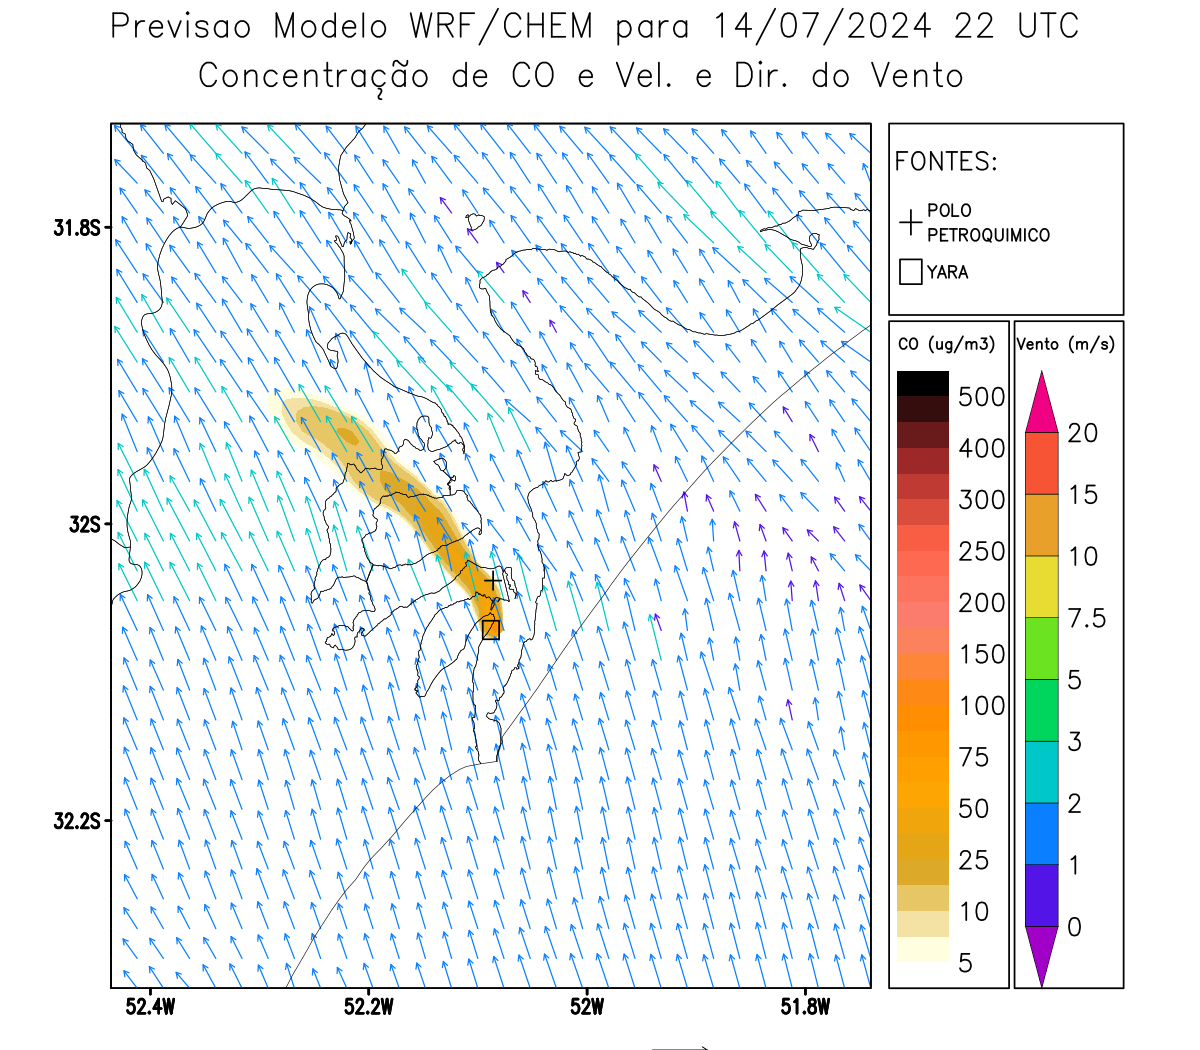 Previsao Modelo WRF/CHEM para 14/07/2024 22 UTC
Concentração de CO e Vel. e Dir. do Vento
FONTES:
POLO
PETROQUIMICO
YARA
CO (ug/m3)
500
400
300
250
200
150
100
75
50
25
10
5
Vento (m/s)
20
15
10
7.5
5
3
2
1
0
31.8S
32S
32.2S
52.4W
52.2W
52W
51.8W